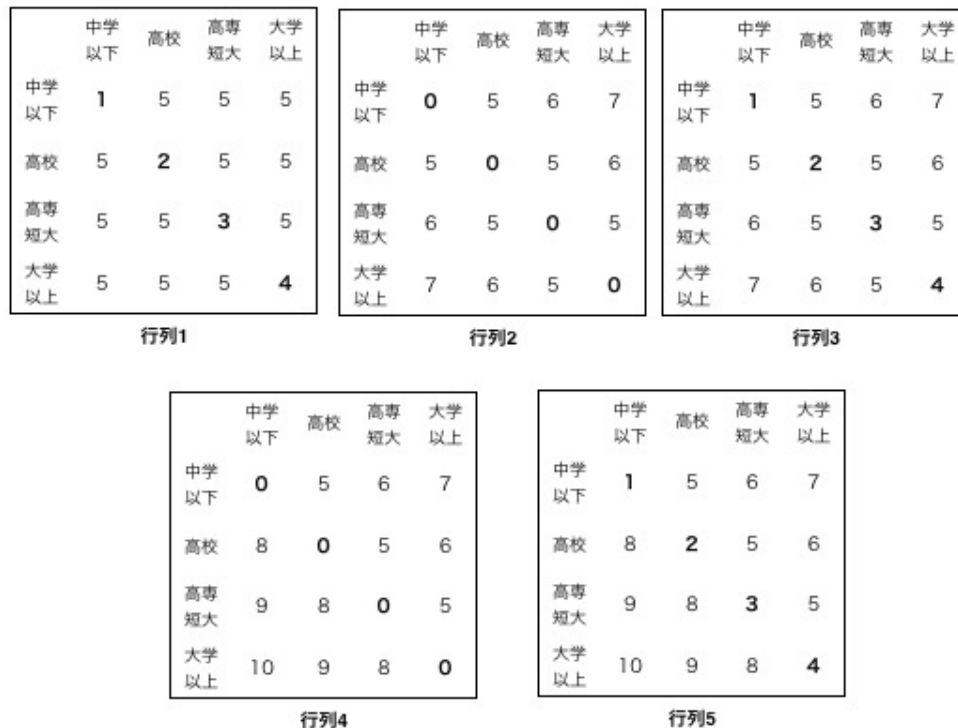 中学以下 高校 高専短大 大学以上
中学以下 1 5 5 5
高校 5 2 5 5
高専短大 5 5 3 5
大学以上 5 5 5 4
行列1
中学以下 高校 高専短大 大学以上
中学以下 0 5 6 7
高校 5 0 5 6
高専短大 6 5 0 5
大学以上 7 6 5 0
行列2
中学以下 高校 高専短大 大学以上
中学以下 1 5 6 7
高校 5 2 5 6
高専短大 6 5 3 5
大学以上 7 6 5 4
行列3
中学以下 高校 高専短大 大学以上
中学以下 0 5 6 7
高校 8 0 5 6
高専短大 9 8 0 5
大学以上 10 9 8 0
行列4
中学以下 高校 高専短大 大学以上
中学以下 1 5 6 7
高校 8 2 5 6
高専短大 9 8 3 5
大学以上 10 9 8 4
行列5